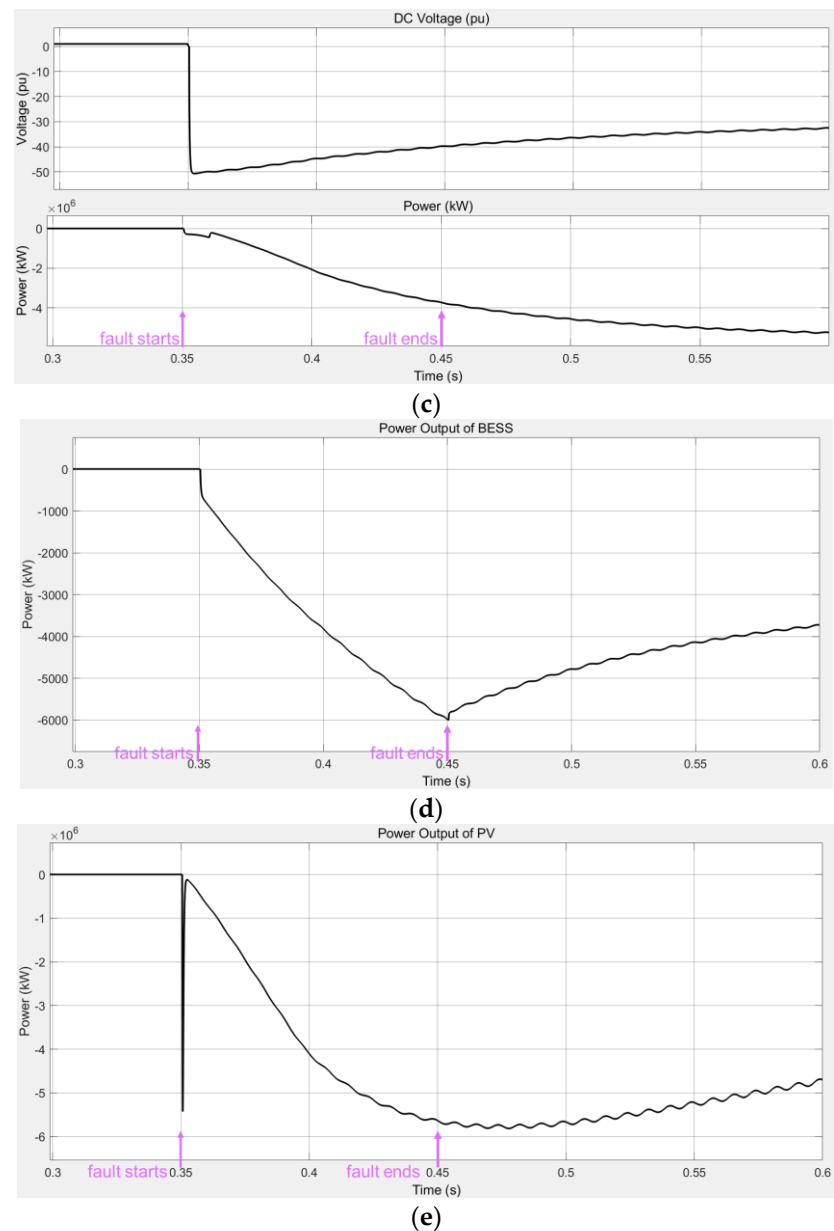 DC Voltage (pu)
Voltage (pu)
0
-10
-20
-30
-40
-50
×10⁶
Power (kW)
Power (kW)
0
-2
-4
fault starts
fault ends
0.3 0.35 0.4 0.45 0.5 0.55
Time (s)
(c)
Power Output of BESS
Power (kW)
0
-1000
-2000
-3000
-4000
-5000
-6000
fault starts
fault ends
0.3 0.35 0.4 0.45 0.5 0.55 0.6
Time (s)
(d)
×10⁶
Power Output of PV
Power (kW)
0
-1
-2
-3
-4
-5
-6
fault starts
fault ends
0.3 0.35 0.4 0.45 0.5 0.55 0.6
Time (s)
(e)